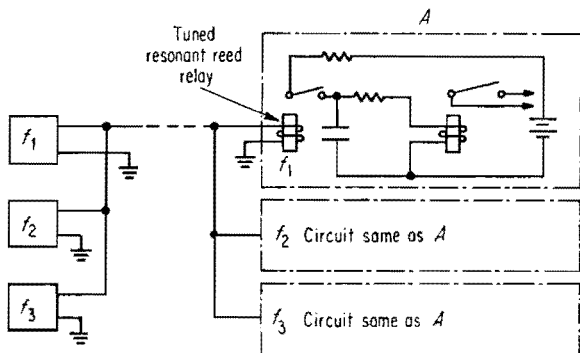 A
Tuned
resonant reed
relay
f₁
f₁
f₂
f₂ Circuit same as A
f₃
f₃ Circuit same as A